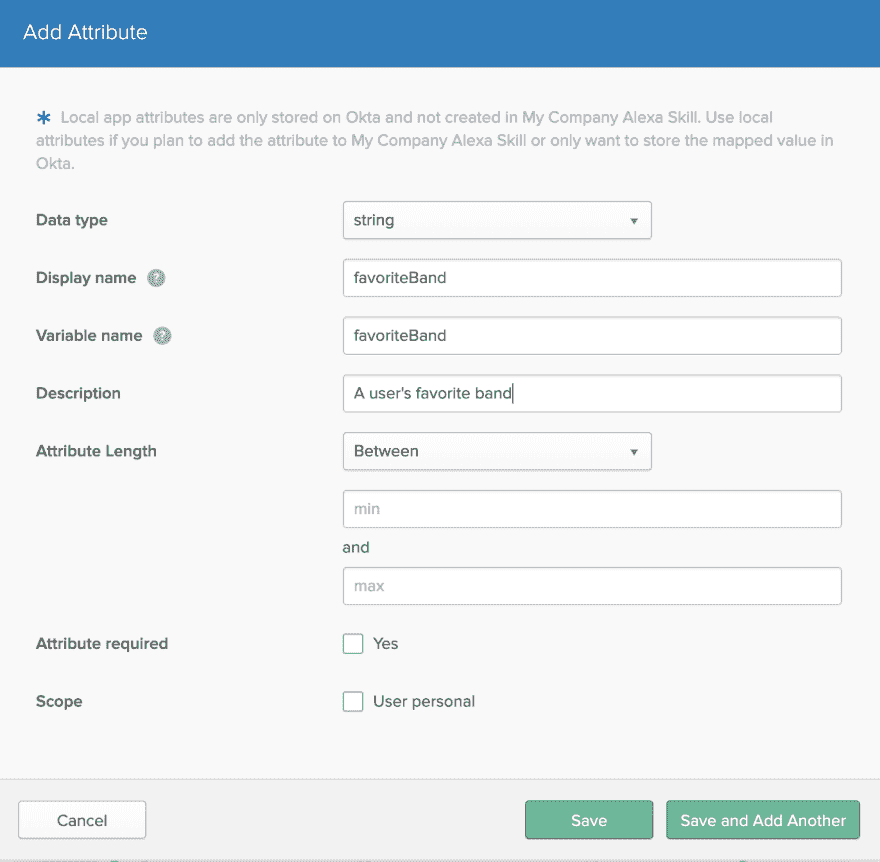 Add Attribute
* Local app attributes are only stored on Okta and not created in My Company Alexa Skill. Use local
attributes if you plan to add the attribute to My Company Alexa Skill or only want to store the mapped value in
Okta.
Data type string
Display name ? favoriteBand
Variable name ? favoriteBand
Description A user's favorite band
Attribute Length Between
min
and
max
Attribute required Yes
Scope User personal
Cancel Save Save and Add Another